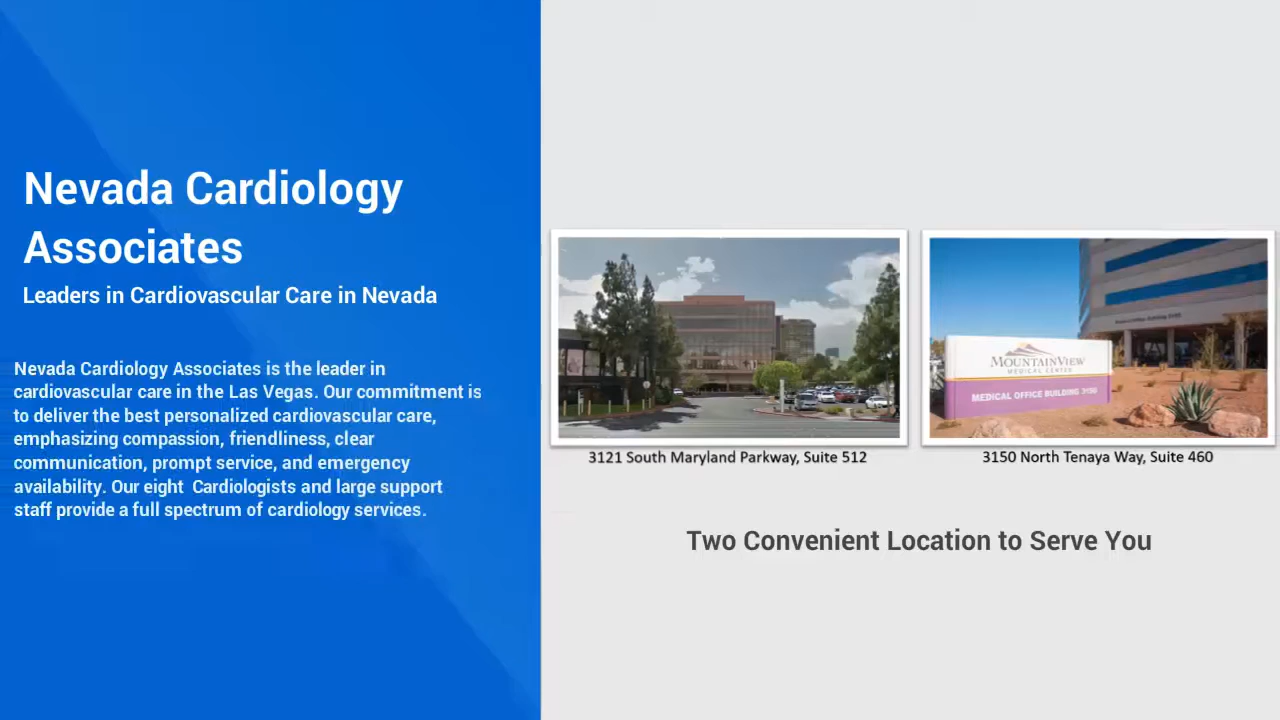 Nevada Cardiology
Associates
Leaders in Cardiovascular Care in Nevada
Nevada Cardiology Associates is the leader in
cardiovascular care in the Las Vegas. Our commitment is
to deliver the best personalized cardiovascular care,
emphasizing compassion, friendliness, clear
communication, prompt service, and emergency
availability. Our eight  Cardiologists and large support
staff provide a full spectrum of cardiology services.
MOUNTAINVIEW
MEDICAL CENTER
MEDICAL OFFICE BUILDING 3150
3121 South Maryland Parkway, Suite 512
3150 North Tenaya Way, Suite 460
Two Convenient Location to Serve You